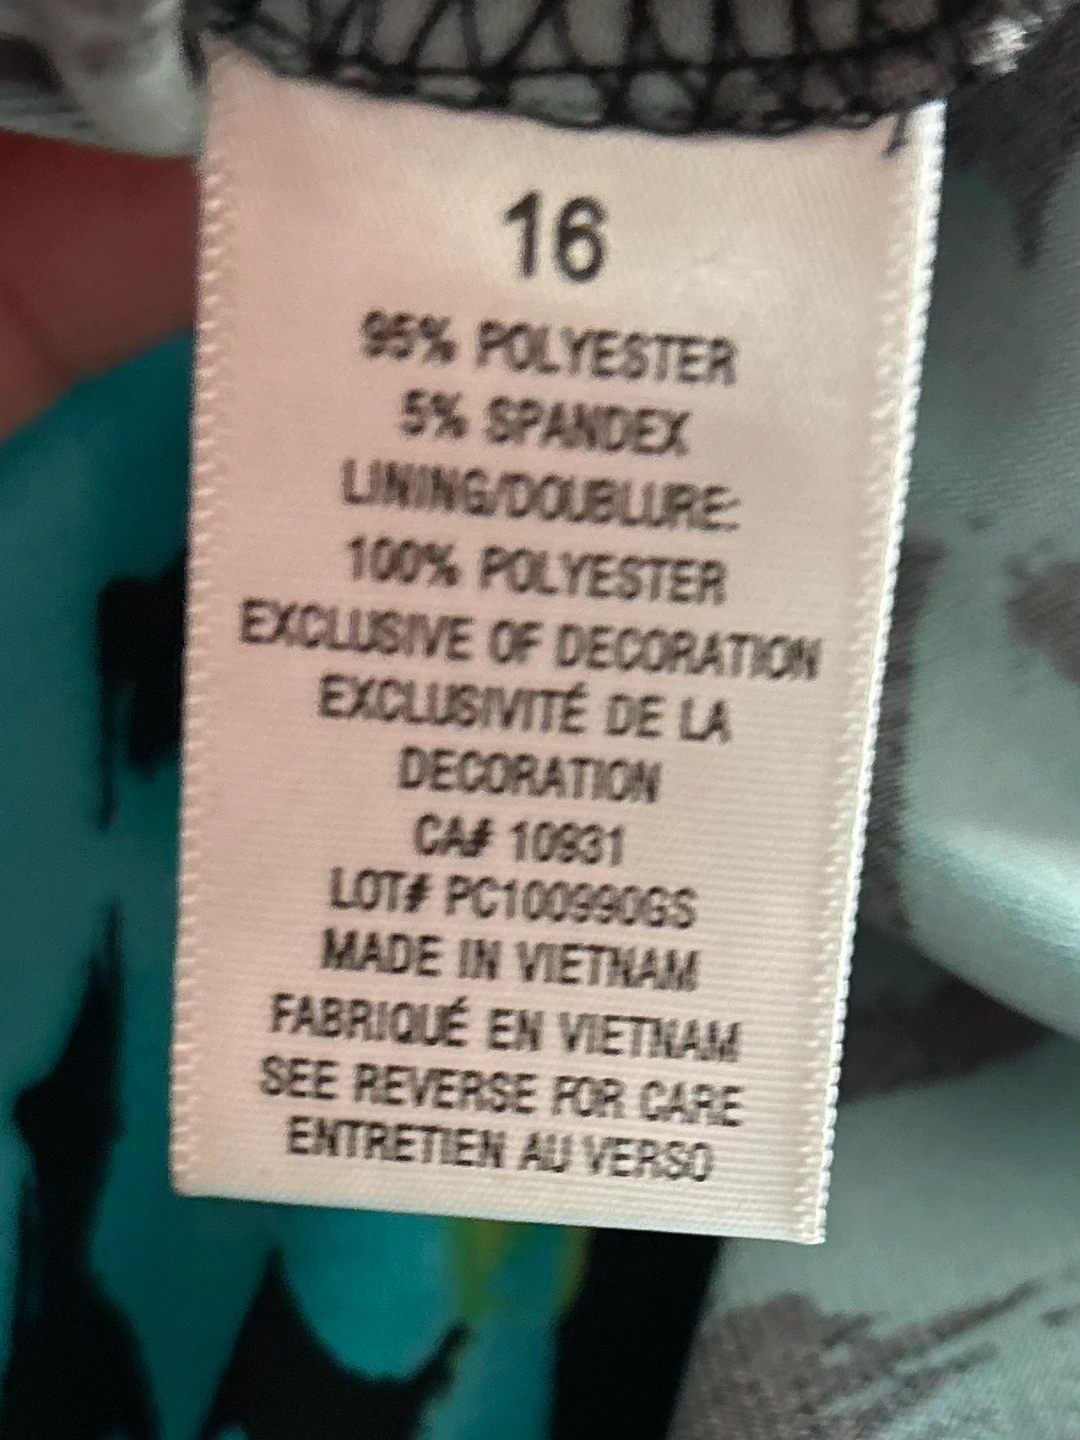 16
95% POLYESTER
5% SPANDEX
LINING/DOUBLURE:
100% POLYESTER
EXCLUSIVE OF DECORATION
EXCLUSIVITÉ DE LA
DECORATION
CA# 10931
LOT# PC100990GS
MADE IN VIETNAM
FABRIQUÉ EN VIETNAM
SEE REVERSE FOR CARE
ENTRETIEN AU VERSO